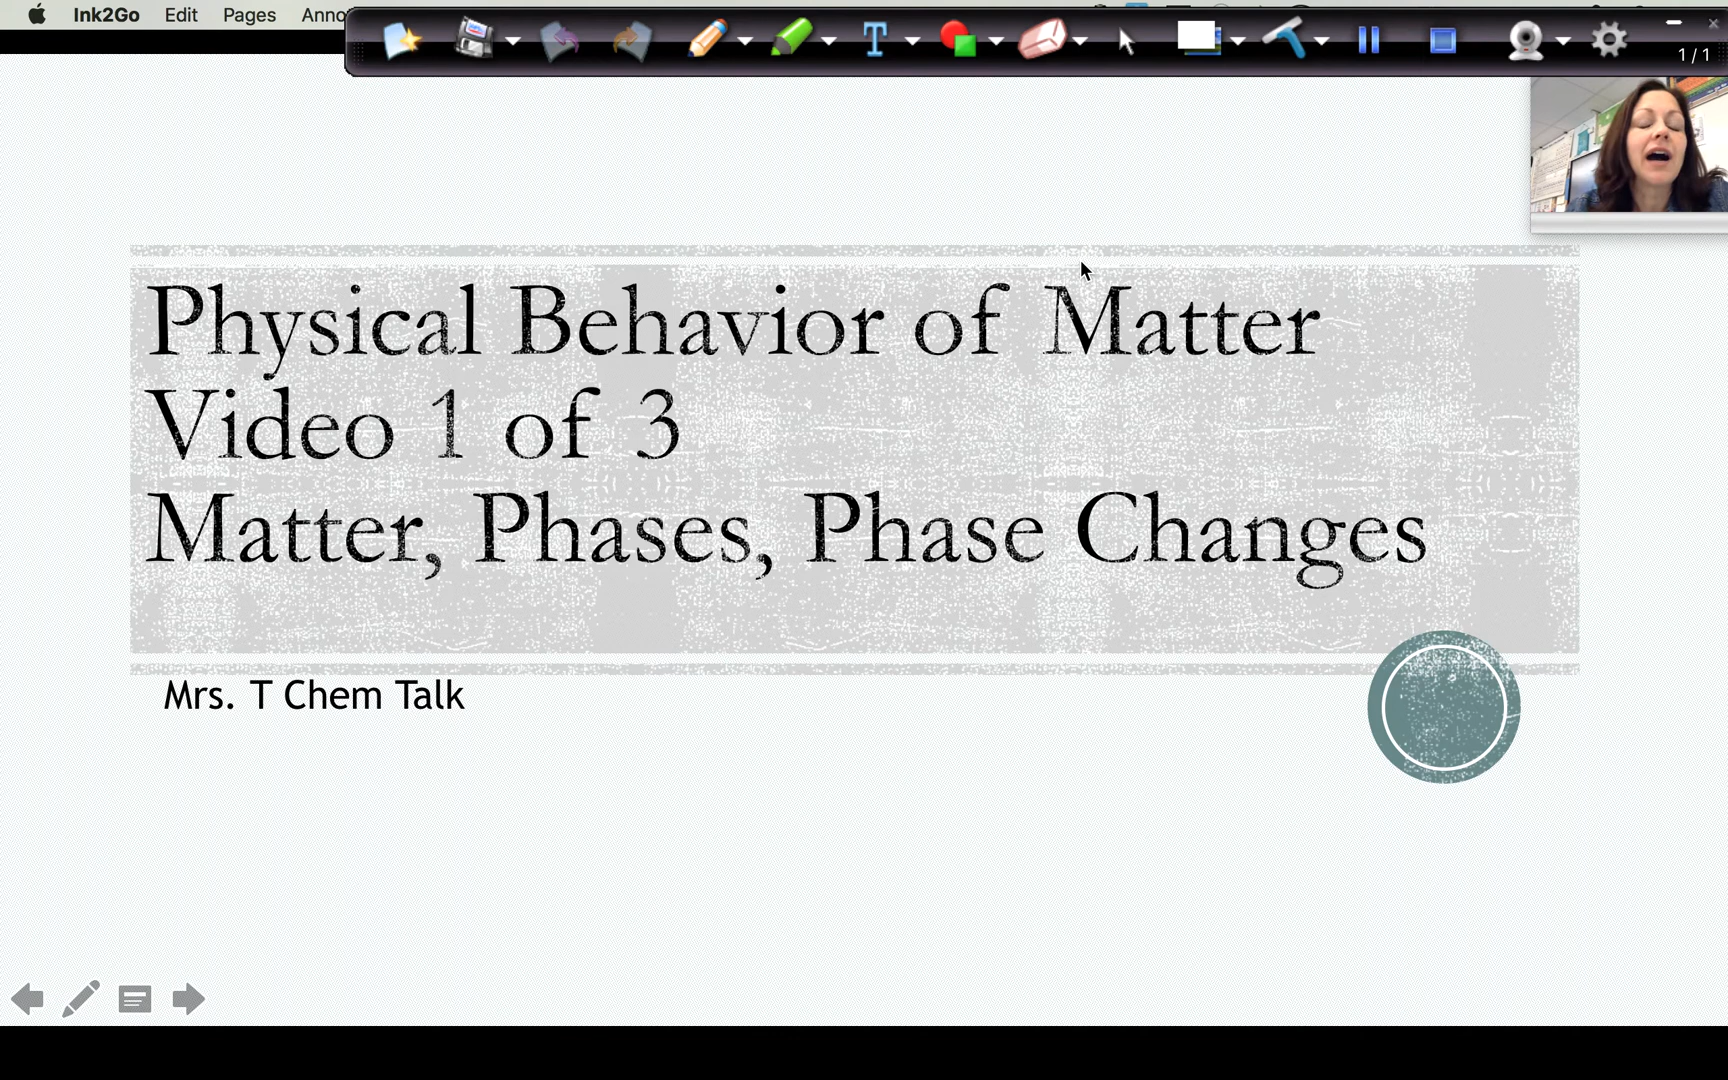 Ink2Go Edit Pages
1 / 1
Physical Behavior of Matter
Video 1 of 3
Matter, Phases, Phase Changes
Mrs. T Chem Talk